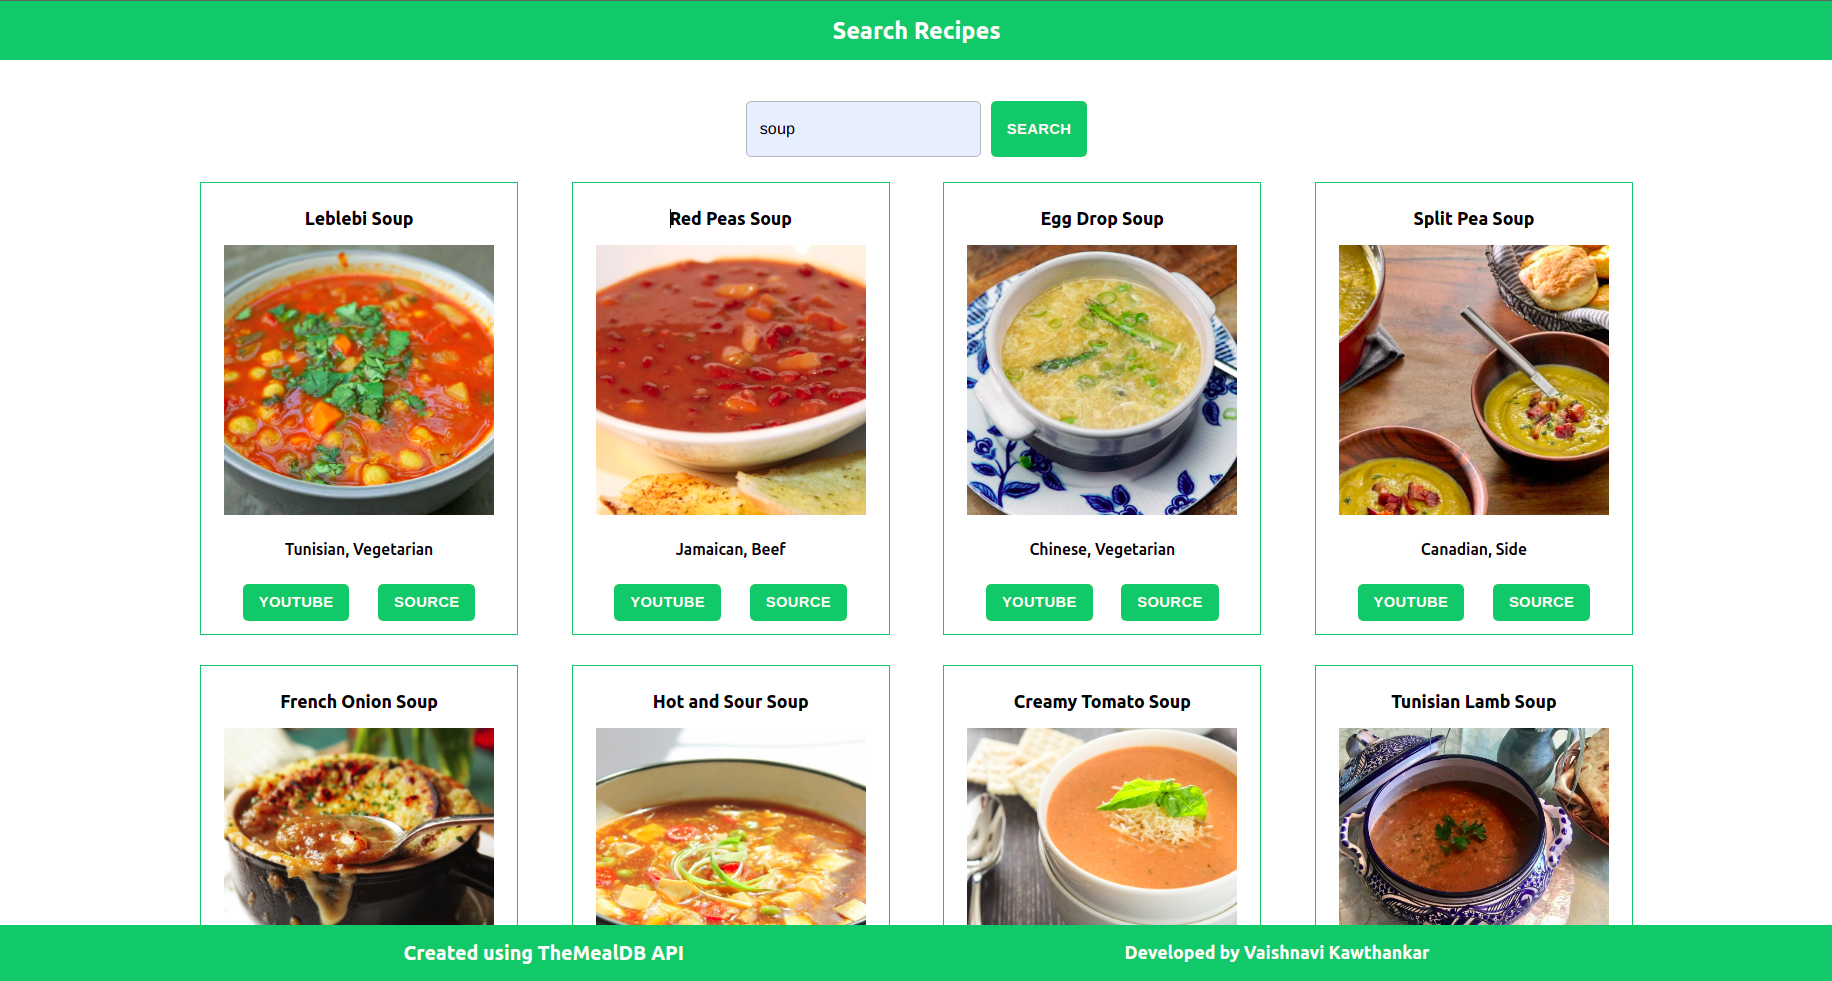 Search Recipes
soup
SEARCH
Leblebi Soup
Red Peas Soup
Egg Drop Soup
Split Pea Soup
Tunisian, Vegetarian
Jamaican, Beef
Chinese, Vegetarian
Canadian, Side
YOUTUBE
SOURCE
YOUTUBE
SOURCE
YOUTUBE
SOURCE
YOUTUBE
SOURCE
French Onion Soup
Hot and Sour Soup
Creamy Tomato Soup
Tunisian Lamb Soup
Created using TheMealDB API
Developed by Vaishnavi Kawthankar